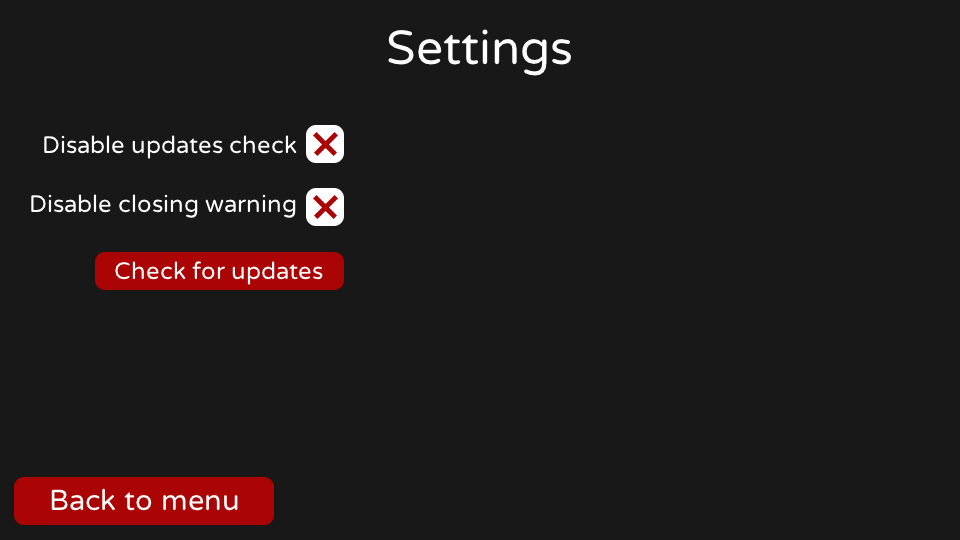 Settings
Disable updates check
Disable closing warning
Check for updates
Back to menu